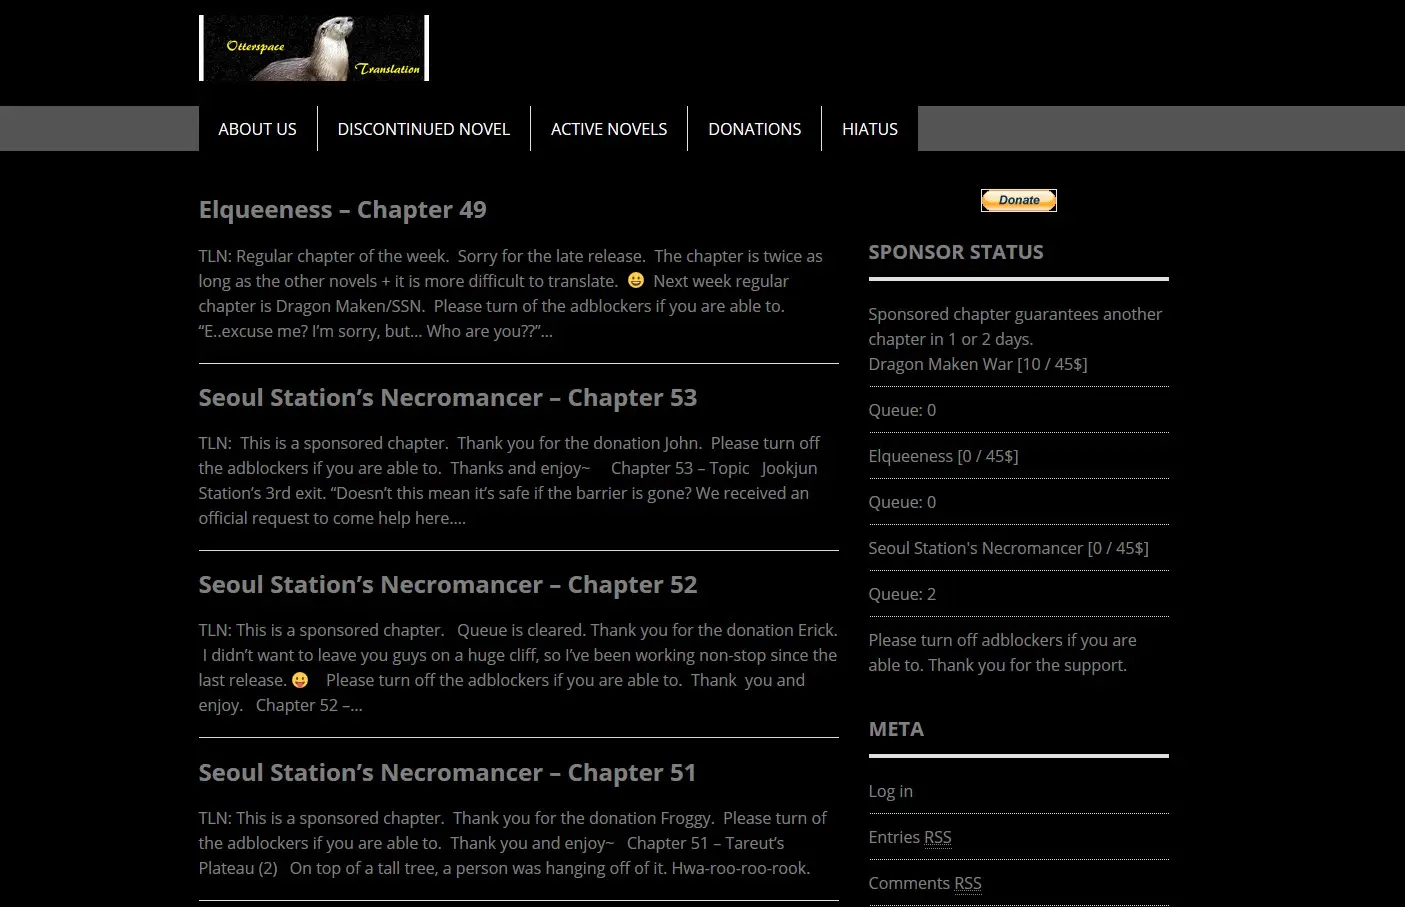 Otterspace
Translation
ABOUT US
DISCONTINUED NOVEL
ACTIVE NOVELS
DONATIONS
HIATUS
Elqueeness – Chapter 49
TLN: Regular chapter of the week.  Sorry for the late release.  The chapter is twice as
long as the other novels + it is more difficult to translate.  😀  Next week regular
chapter is Dragon Maken/SSN.  Please turn of the adblockers if you are able to.
“E..excuse me? I’m sorry, but… Who are you??”…
Seoul Station’s Necromancer – Chapter 53
TLN:  This is a sponsored chapter.  Thank you for the donation John.  Please turn off
the adblockers if you are able to.  Thanks and enjoy~     Chapter 53 – Topic   Jookjun
Station’s 3rd exit. “Doesn’t this mean it’s safe if the barrier is gone? We received an
official request to come help here….
Seoul Station’s Necromancer – Chapter 52
TLN: This is a sponsored chapter.   Queue is cleared. Thank you for the donation Erick.
I didn’t want to leave you guys on a huge cliff, so I’ve been working non-stop since the
last release. 😛    Please turn off the adblockers if you are able to.  Thank  you and
enjoy.   Chapter 52 –…
Seoul Station’s Necromancer – Chapter 51
TLN: This is a sponsored chapter.  Thank you for the donation Froggy.  Please turn of
the adblockers if you are able to.  Thank you and enjoy~   Chapter 51 – Tareut’s
Plateau (2)   On top of a tall tree, a person was hanging off of it. Hwa-roo-roo-rook.
Donate
SPONSOR STATUS
Sponsored chapter guarantees another
chapter in 1 or 2 days.
Dragon Maken War [10 / 45$]
Queue: 0
Elqueeness [0 / 45$]
Queue: 0
Seoul Station's Necromancer [0 / 45$]
Queue: 2
Please turn off adblockers if you are
able to. Thank you for the support.
META
Log in
Entries RSS
Comments RSS